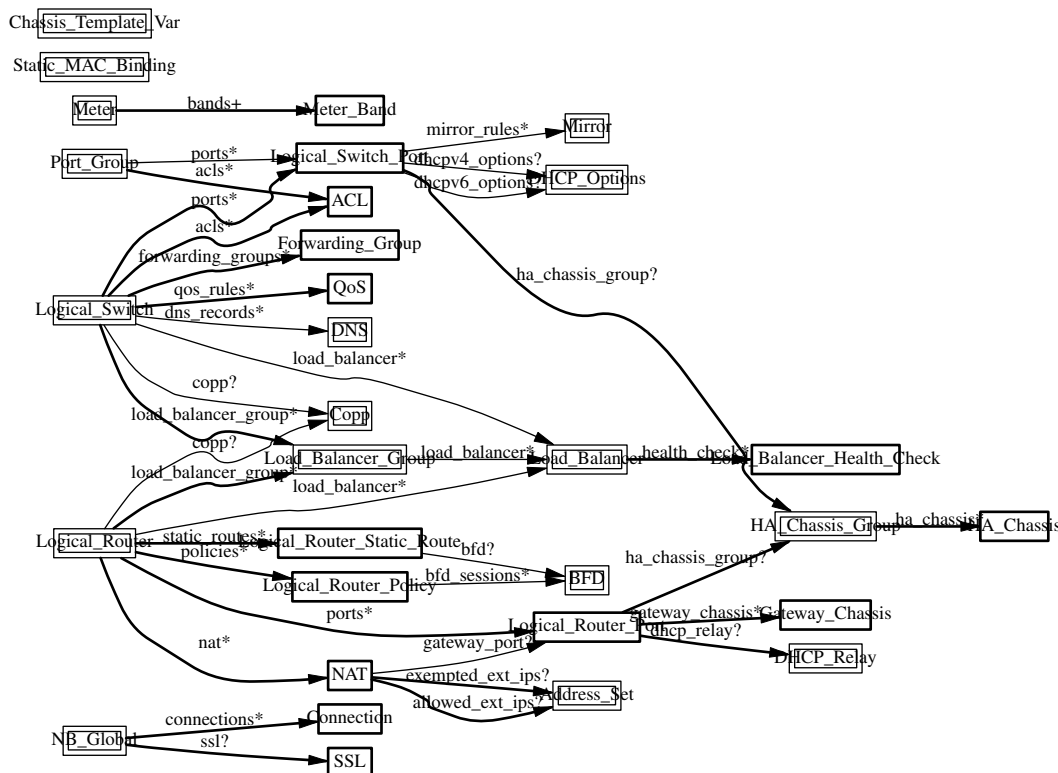 Chassis_Template_Var
Static_MAC_Binding
Meter
bands+
Meter_Band
Port_Group
ports*
acls*
Logical_Switch_Port
mirror_rules*
Mirror
dhcpv4_options?
dhcpv6_options?
DHCP_Options
ports*
acls*
ACL
forwarding_groups*
Forwarding_Group
Logical_Switch
qos_rules*
QoS
dns_records*
DNS
ha_chassis_group?
load_balancer*
copp?
Copp
load_balancer_group*
copp?
load_balancer_group*
Load_Balancer_Group
load_balancer*
Load_Balancer
health_check*
Load_Balancer_Health_Check
load_balancer*
Logical_Router
static_routes*
Logical_Router_Static_Route
policies*
Logical_Router_Policy
bfd?
bfd_sessions*
BFD
HA_Chassis_Group
ha_chassis*
HA_Chassis
ha_chassis_group?
ports*
Logical_Router_Port
gateway_chassis*
Gateway_Chassis
dhcp_relay?
DHCP_Relay
nat*
NAT
gateway_port?
exempted_ext_ips?
allowed_ext_ips?
Address_Set
NB_Global
connections*
Connection
ssl?
SSL